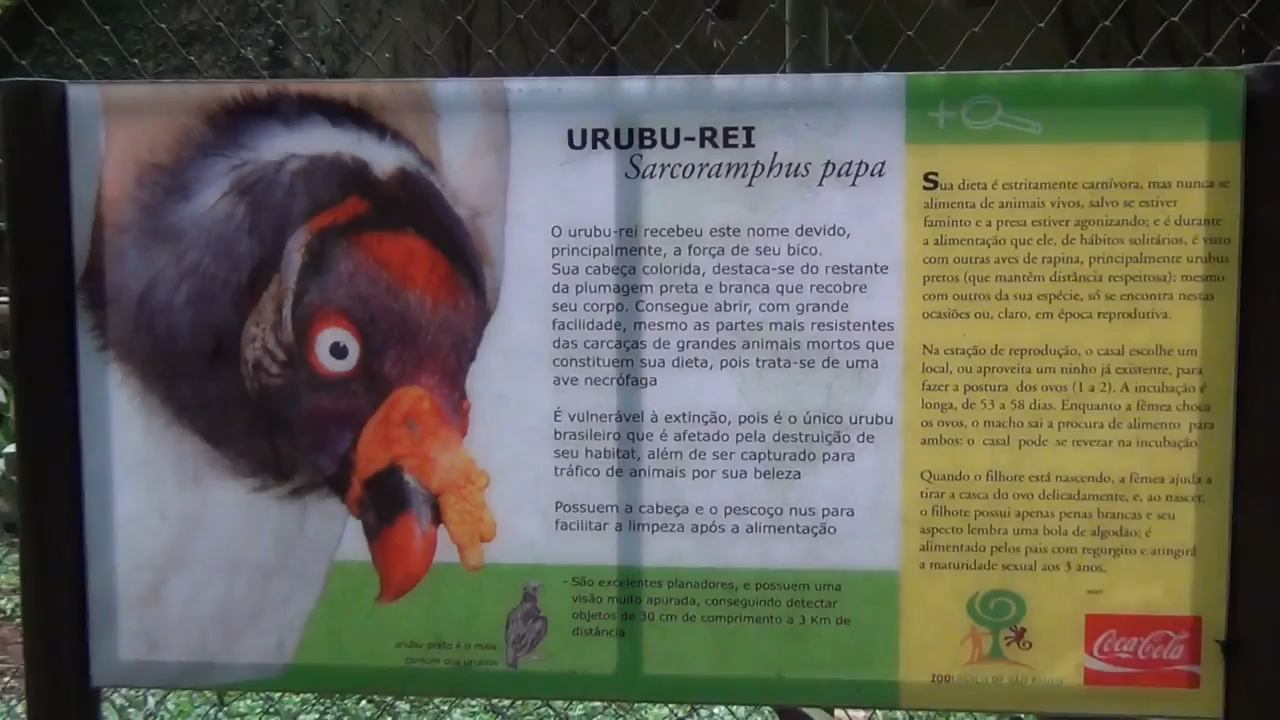 URUBU-REI
Sarcoramphus papa
O urubu-rei recebeu este nome devido,
principalmente, a força de seu bico.
Sua cabeça colorida, destaca-se do restante
da plumagem preta e branca que recobre
seu corpo. Consegue abrir, com grande
facilidade, mesmo as partes mais resistentes
das carcaças de grandes animais mortos que
constituem sua dieta, pois trata-se de uma
ave necrófaga
É vulnerável à extinção, pois é o único urubu
brasileiro que é afetado pela destruição de
seu habitat, além de ser capturado para
tráfico de animais por sua beleza
Possuem a cabeça e o pescoço nus para
facilitar a limpeza após a alimentação
- São excelentes planadores, e possuem uma
visão muito apurada, conseguindo detectar
objetos de 30 cm de comprimento a 3 Km de
distância
urubu-preto é o mais
comum dos urubus
+
Sua dieta é estritamente carnívora, mas nunca se
alimenta de animais vivos, salvo se estiver
faminto e a presa estiver agonizando; e é durante
a alimentação que ele, de hábitos solitários, é visto
com outras aves de rapina, principalmente urubus
pretos (que mantêm distância respeitosa); mesmo
com outros da sua espécie, só se encontra nestas
ocasiões ou, claro, em época reprodutiva.
Na estação de reprodução, o casal escolhe um
local, ou aproveita um ninho já existente, para
fazer a postura dos ovos (1 a 2). A incubação é
longa, de 53 a 58 dias. Enquanto a fêmea choca
os ovos, o macho sai a procura de alimento para
ambos: o casal pode se revezar na incubação
Quando o filhote está nascendo, a fêmea ajuda a
tirar a casca do ovo delicadamente, e, ao nascer,
o filhote possui apenas penas brancas e seu
aspecto lembra uma bola de algodão; é
alimentado pelos pais com regurgito e atingirá
a maturidade sexual aos 3 anos.
ZOOLÓGICO DE SÃO PAULO
Coca-Cola